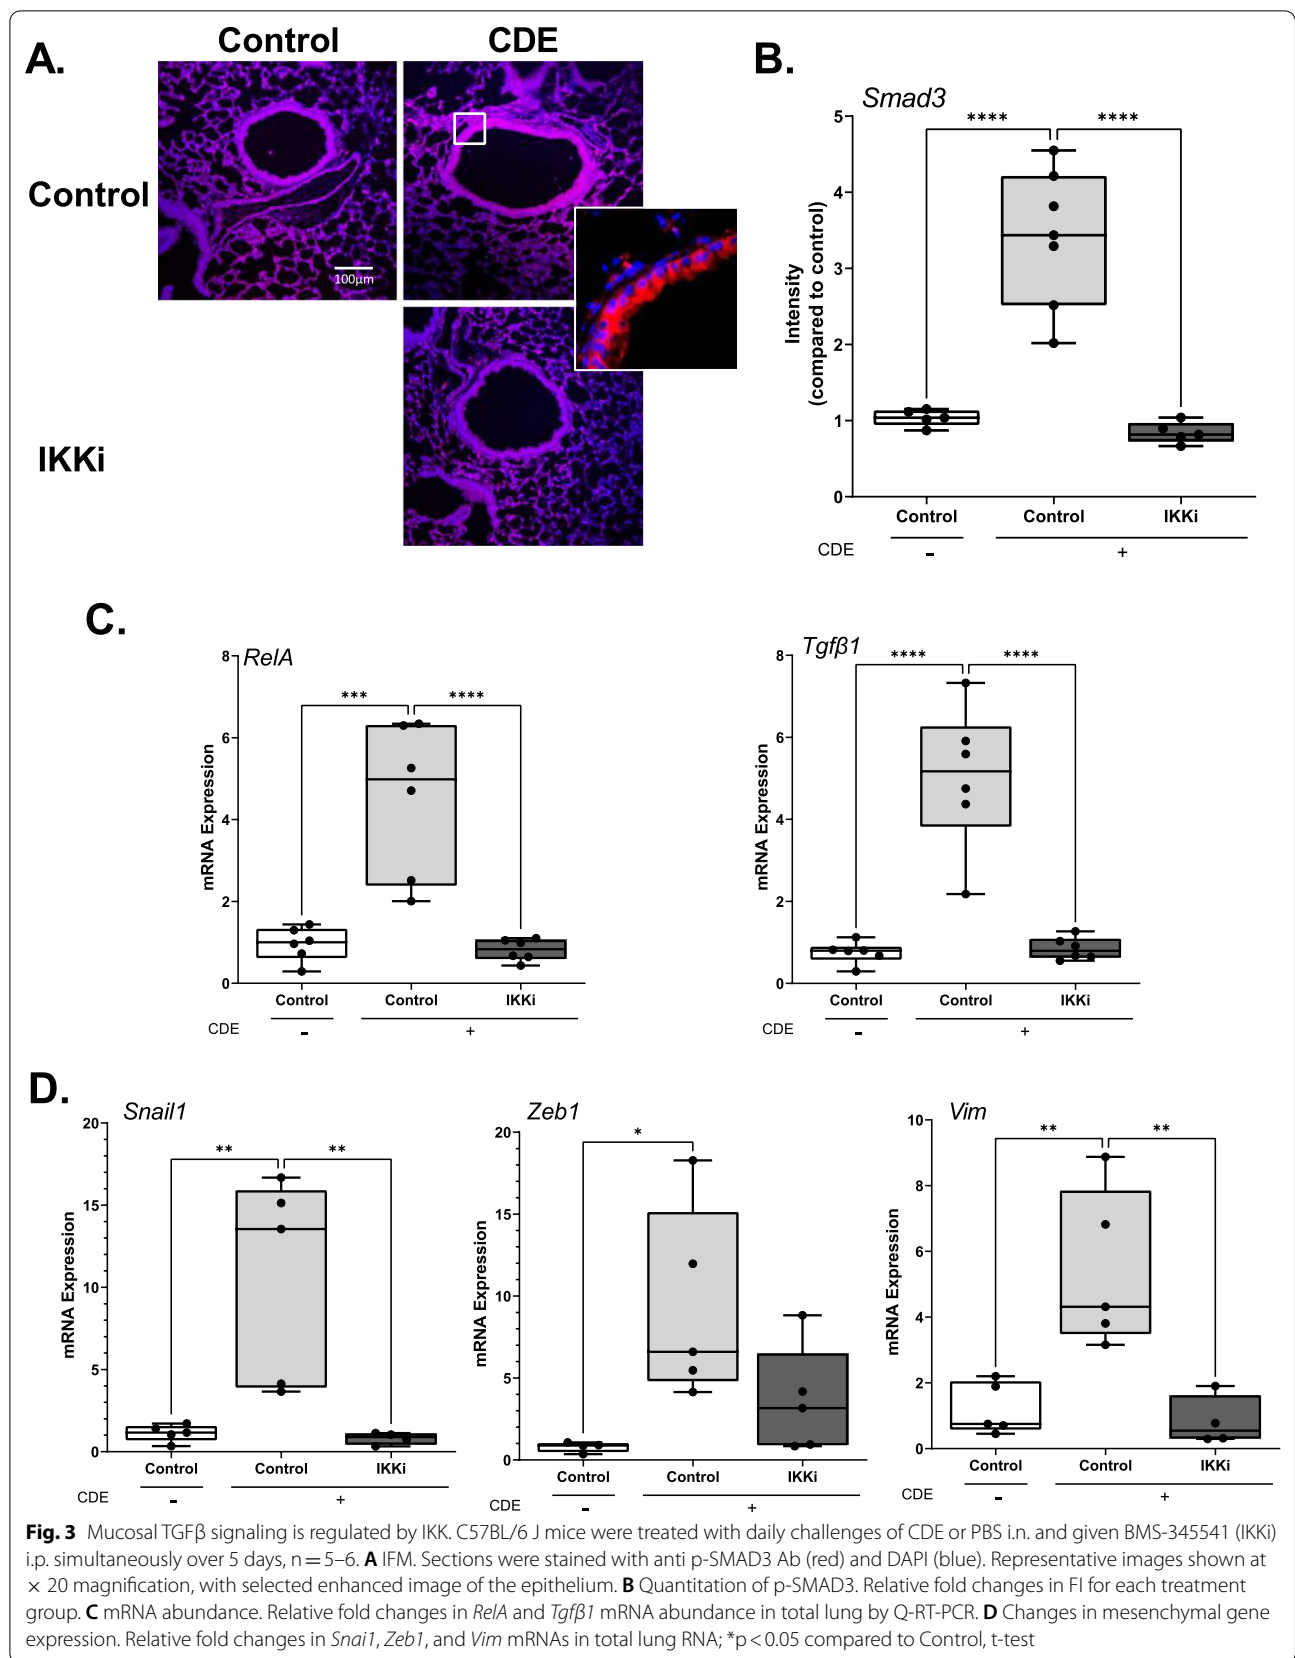 A.
Control CDE
Control
IKKi
100µm
B.
Smad3
**** ****
5
4
3
2
1
0
Intensity
(compared to control)
Control Control IKKi
CDE - +
C.
RelA
*** ****
8
6
4
2
0
mRNA Expression
Control Control IKKi
CDE - +
Tgfβ1
**** ****
8
6
4
2
0
mRNA Expression
Control Control IKKi
CDE - +
D.
Snail1
** **
20
15
10
5
0
mRNA Expression
Control Control IKKi
CDE - +
Zeb1
*
20
15
10
5
0
mRNA Expression
Control Control IKKi
CDE - +
Vim
** **
10
8
6
4
2
0
mRNA Expression
Control Control IKKi
CDE - +
Fig. 3 Mucosal TGFβ signaling is regulated by IKK. C57BL/6 J mice were treated with daily challenges of CDE or PBS i.n. and given BMS-345541 (IKKi)
i.p. simultaneously over 5 days, n = 5–6. A IFM. Sections were stained with anti p-SMAD3 Ab (red) and DAPI (blue). Representative images shown at
× 20 magnification, with selected enhanced image of the epithelium. B Quantitation of p-SMAD3. Relative fold changes in FI for each treatment
group. C mRNA abundance. Relative fold changes in RelA and Tgfβ1 mRNA abundance in total lung by Q-RT-PCR. D Changes in mesenchymal gene
expression. Relative fold changes in Snai1, Zeb1, and Vim mRNAs in total lung RNA; *p < 0.05 compared to Control, t-test